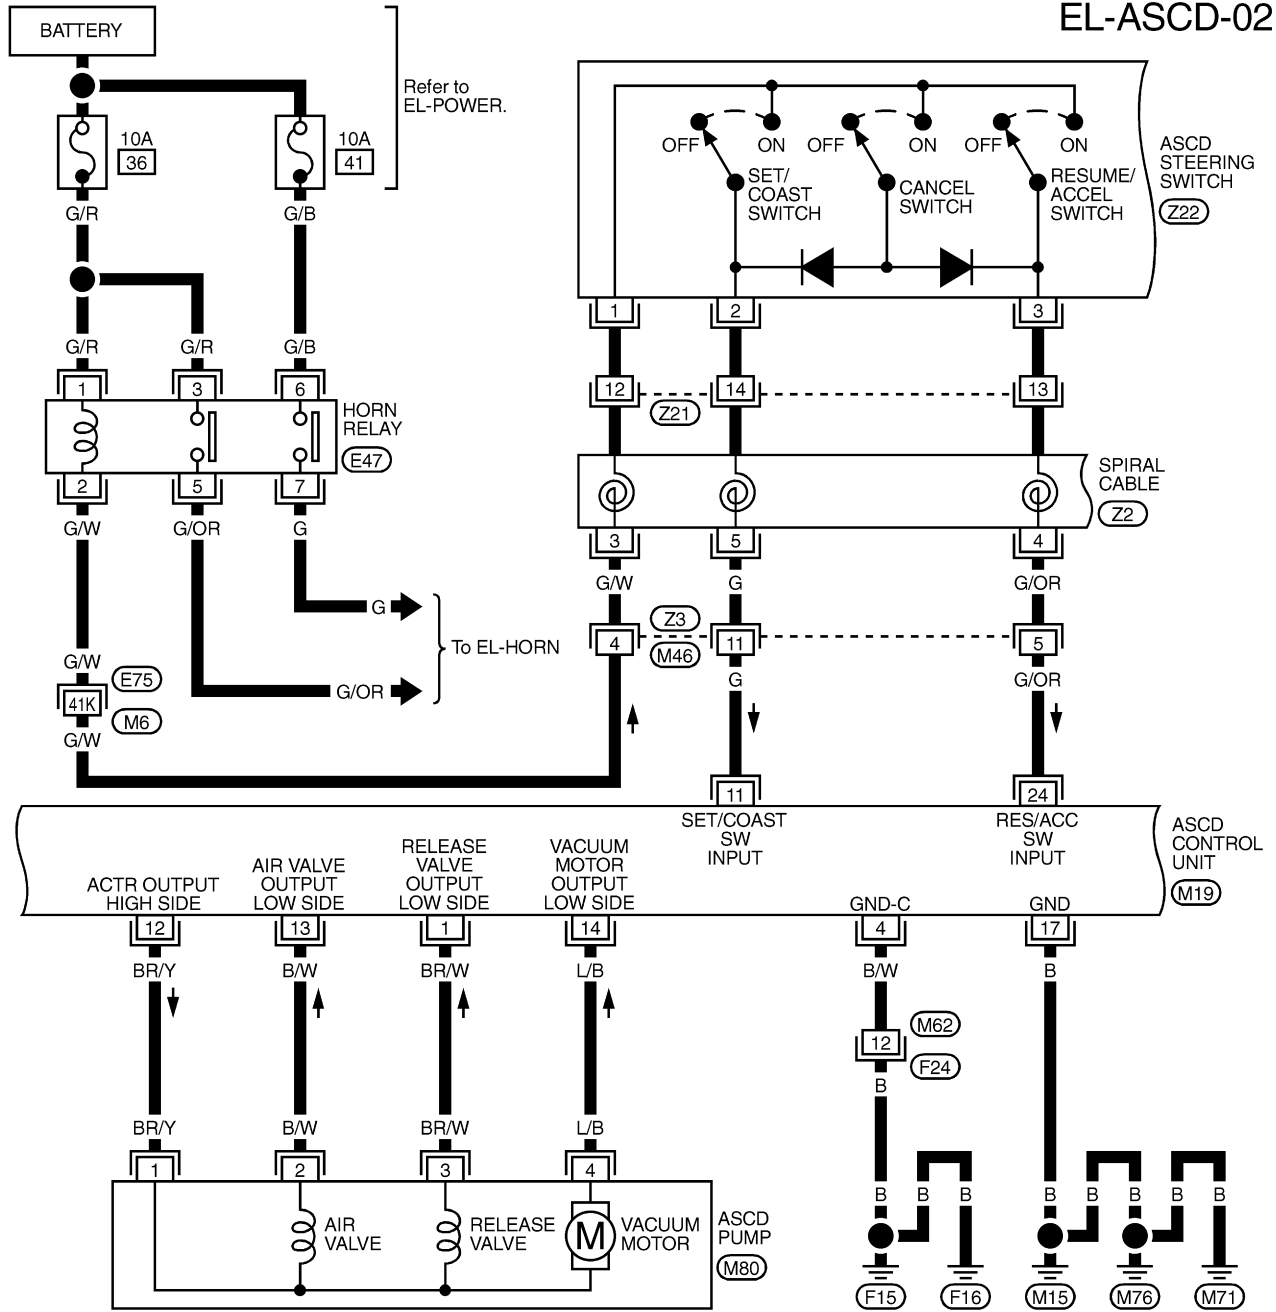 EL-ASCD-02
BATTERY
Refer to
EL-POWER.
10A
36
10A
41
G/R
G/B
G/R
G/R
G/B
1
3
6
HORN
RELAY
E47
2
5
7
G/W
G/OR
G
G
To EL-HORN
G/OR
G/W
E75
41K
M6
G/W
OFF
ON
OFF
ON
OFF
ON
SET/
COAST
SWITCH
CANCEL
SWITCH
RESUME/
ACCEL
SWITCH
ASCD
STEERING
SWITCH
Z22
1
2
3
12
14
13
Z21
SPIRAL
CABLE
Z2
3
5
4
G/W
G
G/OR
Z3
4
11
5
M46
G
G/OR
11
24
SET/COAST
SW
INPUT
RES/ACC
SW
INPUT
ASCD
CONTROL
UNIT
M19
ACTR OUTPUT
HIGH SIDE
AIR VALVE
OUTPUT
LOW SIDE
RELEASE
VALVE
OUTPUT
LOW SIDE
VACUUM
MOTOR
OUTPUT
LOW SIDE
GND-C
GND
12
13
1
14
4
17
BR/Y
B/W
BR/W
L/B
B/W
B
M62
12
F24
B
BR/Y
B/W
BR/W
L/B
1
2
3
4
AIR
VALVE
RELEASE
VALVE
M
VACUUM
MOTOR
ASCD
PUMP
M80
B
B
B
B
B
B
B
B
F15
F16
M15
M76
M71